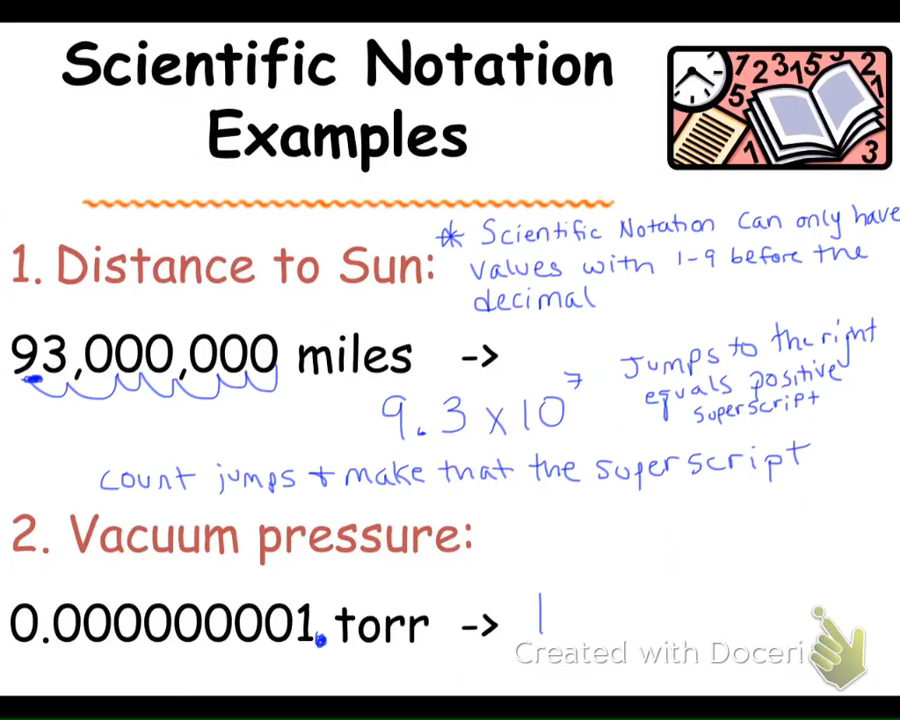 Scientific Notation
Examples
1. Distance to Sun:
* Scientific Notation can only have
values with 1-9 before the
decimal
93,000,000 miles ->
9.3 x 10⁷
Jumps to the right
equals positive
superscript
count jumps + make that the superscript
2. Vacuum pressure:
0.000000001. torr -> 1
Created with Doceri